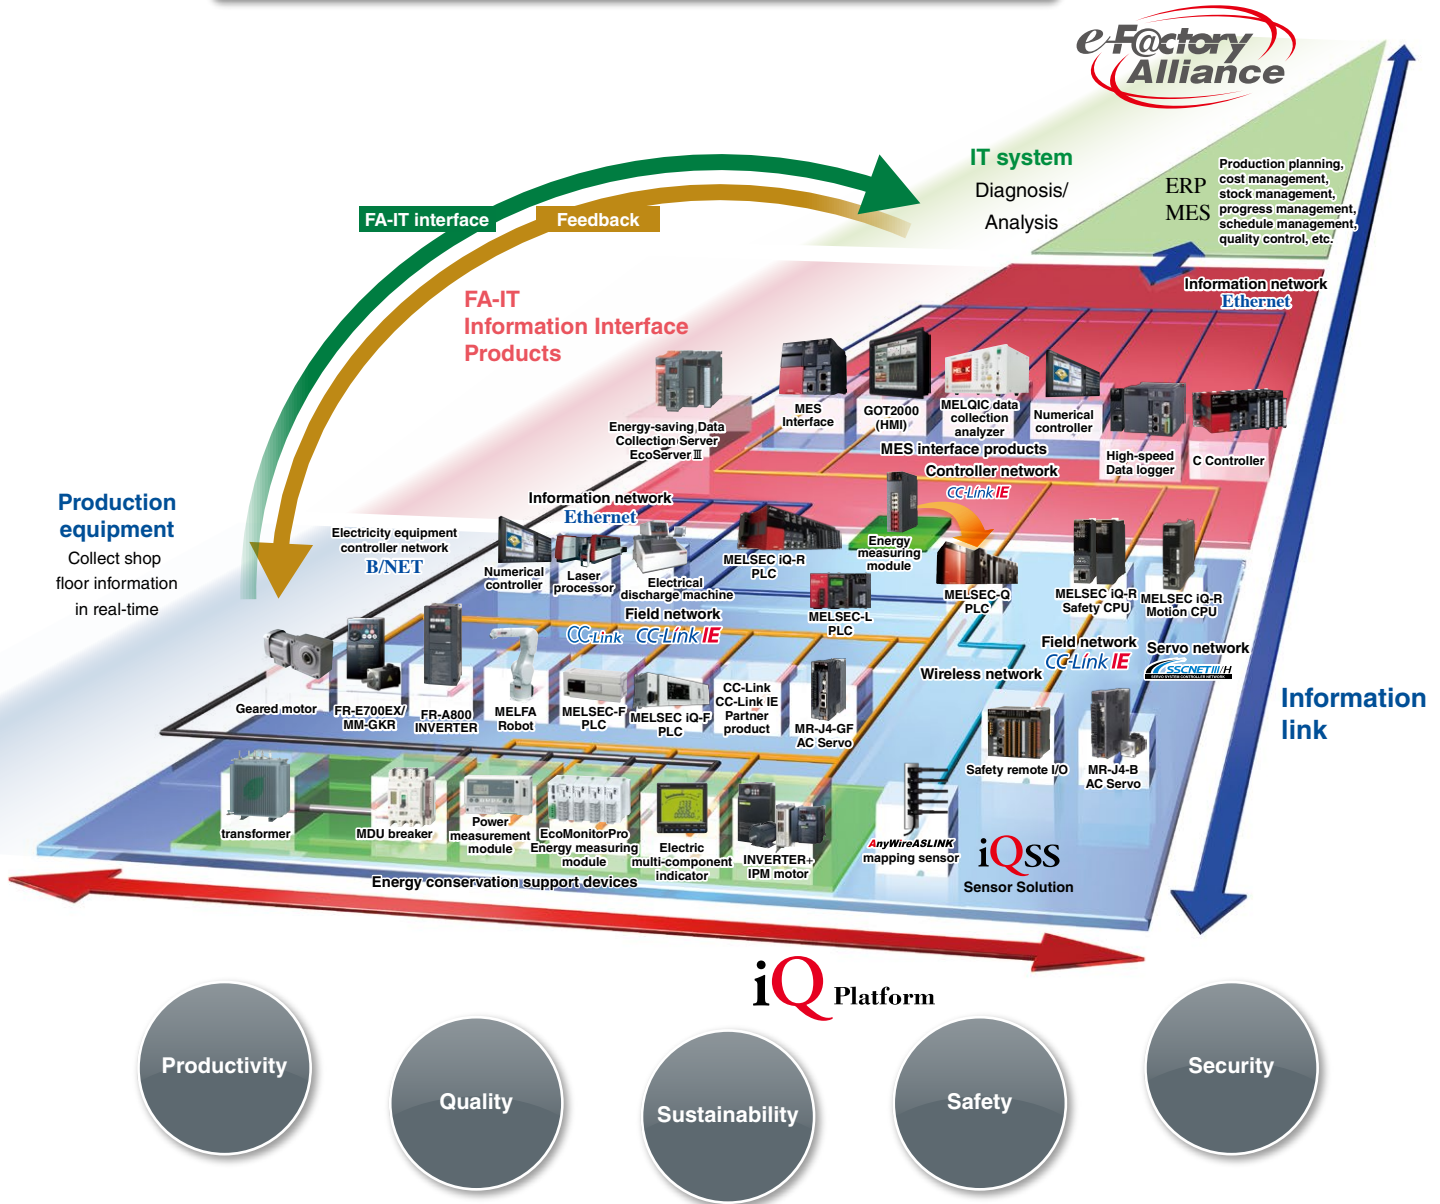 e-F@ctory
Alliance
IT system
Diagnosis/
Analysis
ERP
MES
Production planning,
cost management,
stock management,
progress management,
schedule management,
quality control, etc.
FA-IT interface
Feedback
Information network
Ethernet
FA-IT
Information Interface
Products
Energy-saving Data
Collection Server
EcoServer III
MES
Interface
GOT2000
(HMI)
MELQIC data
collection
analyzer
Numerical
controller
High-speed
Data logger
C Controller
MES interface products
Controller network
CC-Link IE
Production
equipment
Collect shop
floor information
in real-time
Electricity equipment
controller network
B/NET
Information network
Ethernet
Numerical
controller
Laser
processor
Electrical
discharge machine
MELSEC iQ-R
PLC
Energy
measuring
module
MELSEC-L
PLC
MELSEC-Q
PLC
MELSEC iQ-R
Safety CPU
MELSEC iQ-R
Motion CPU
Field network
CC-Link CC-Link IE
Field network
CC-Link IE
Servo network
SSCNETIII/H
SERVO SYSTEM CONTROLLER NETWORK
Wireless network
Geared motor
FR-E700EX/
MM-GKR
FR-A800
INVERTER
MELFA
Robot
MELSEC-F
PLC
MELSEC iQ-F
PLC
CC-Link
CC-Link IE
Partner
product
MR-J4-GF
AC Servo
Safety remote I/O
MR-J4-B
AC Servo
Information
link
transformer
MDU breaker
Power
measurement
module
EcoMonitorPro
Energy measuring
module
Electric
multi-component
indicator
INVERTER+
IPM motor
AnyWireASLINK
mapping sensor
iQSS
Sensor Solution
Energy conservation support devices
iQ Platform
Productivity
Quality
Sustainability
Safety
Security